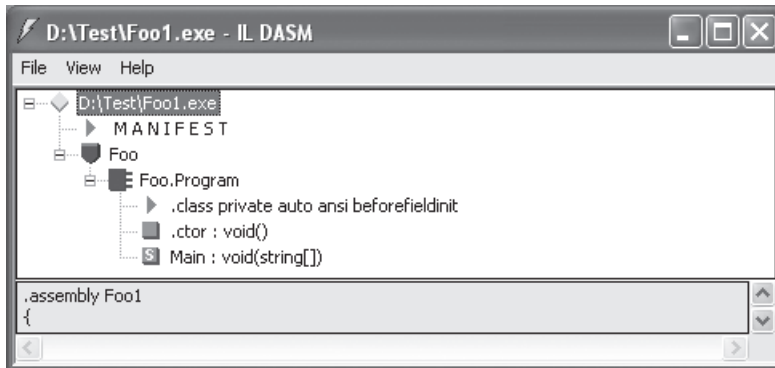 D:\Test\Foo1.exe - IL DASM
File View Help
D:\Test\Foo1.exe
MANIFEST
Foo
Foo.Program
.class private auto ansi beforefieldinit
.ctor : void()
S Main : void(string[])
.assembly Foo1
{